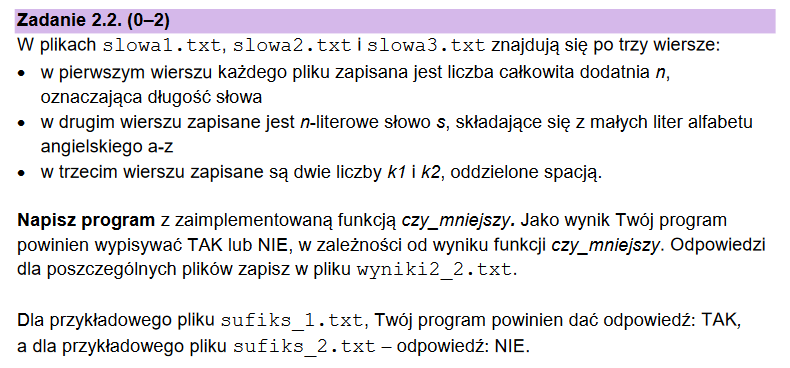 Zadanie 2.2. (0–2)
W plikach slowa1.txt, slowa2.txt i slowa3.txt znajdują się po trzy wiersze:
• w pierwszym wierszu każdego pliku zapisana jest liczba całkowita dodatnia n,
oznaczająca długość słowa
• w drugim wierszu zapisane jest n-literowe słowo s, składające się z małych liter alfabetu
angielskiego a-z
• w trzecim wierszu zapisane są dwie liczby k1 i k2, oddzielone spacją.
Napisz program z zaimplementowaną funkcją czy_mniejszy. Jako wynik Twój program
powinien wypisywać TAK lub NIE, w zależności od wyniku funkcji czy_mniejszy. Odpowiedzi
dla poszczególnych plików zapisz w pliku wyniki2_2.txt.
Dla przykładowego pliku sufiks_1.txt, Twój program powinien dać odpowiedź: TAK,
a dla przykładowego pliku sufiks_2.txt – odpowiedź: NIE.